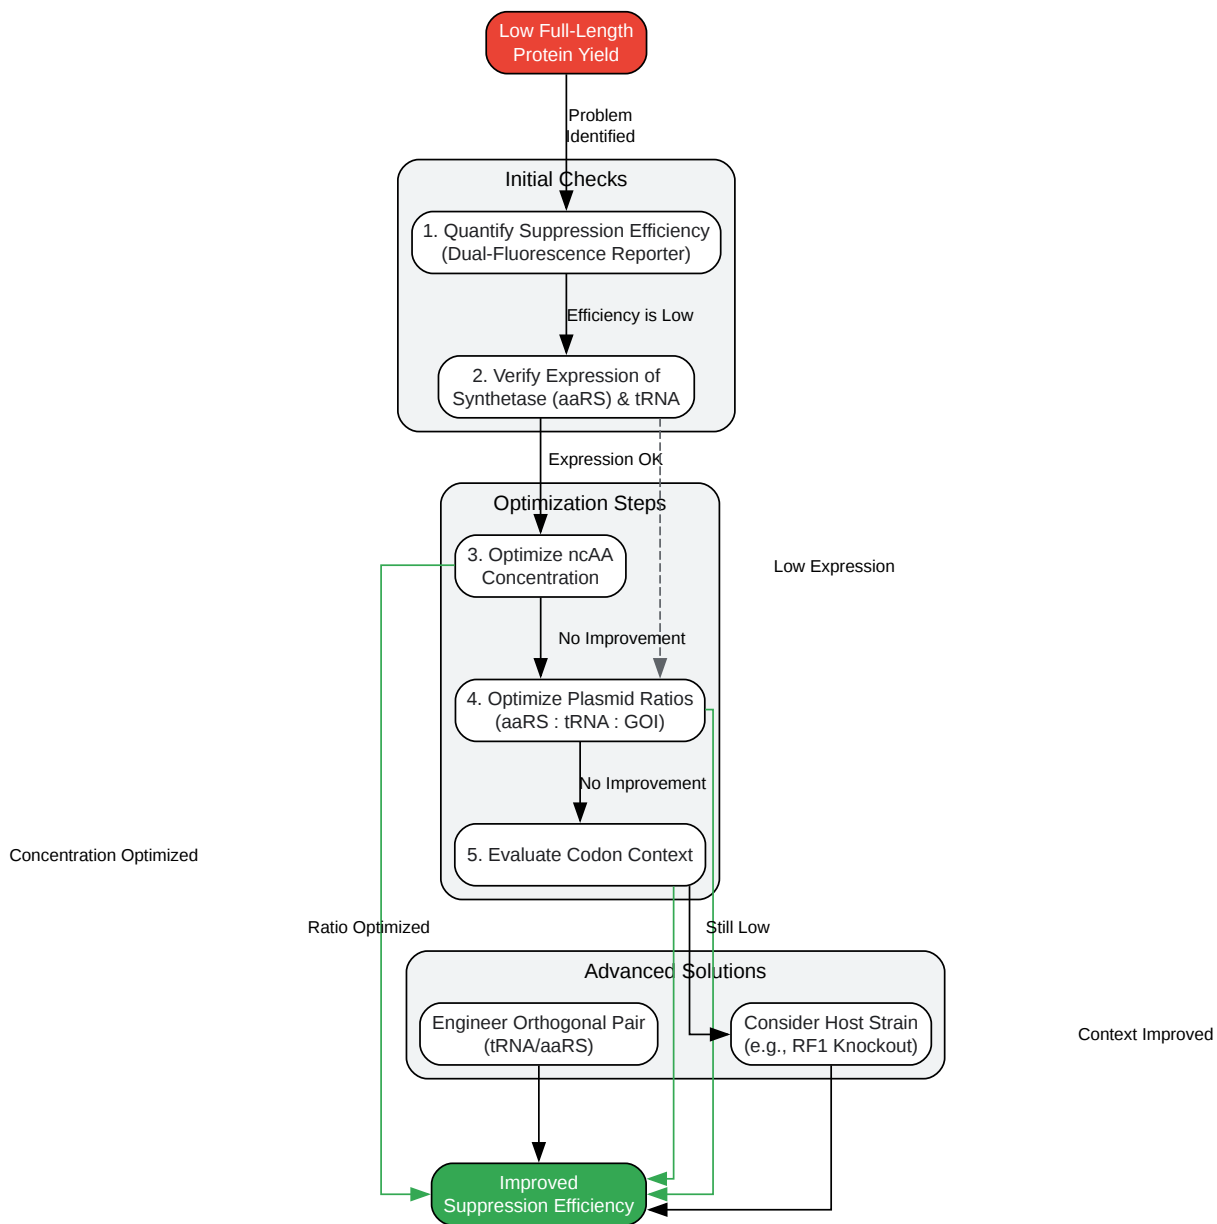 Low Full-Length
Protein Yield
Problem
Identified
Initial Checks
1. Quantify Suppression Efficiency
(Dual-Fluorescence Reporter)
Efficiency is Low
2. Verify Expression of
Synthetase (aaRS) & tRNA
Expression OK
Optimization Steps
3. Optimize ncAA
Concentration
Low Expression
No Improvement
4. Optimize Plasmid Ratios
(aaRS : tRNA : GOI)
No Improvement
5. Evaluate Codon Context
Concentration Optimized
Ratio Optimized
Still Low
Advanced Solutions
Engineer Orthogonal Pair
(tRNA/aaRS)
Consider Host Strain
(e.g., RF1 Knockout)
Context Improved
Improved
Suppression Efficiency